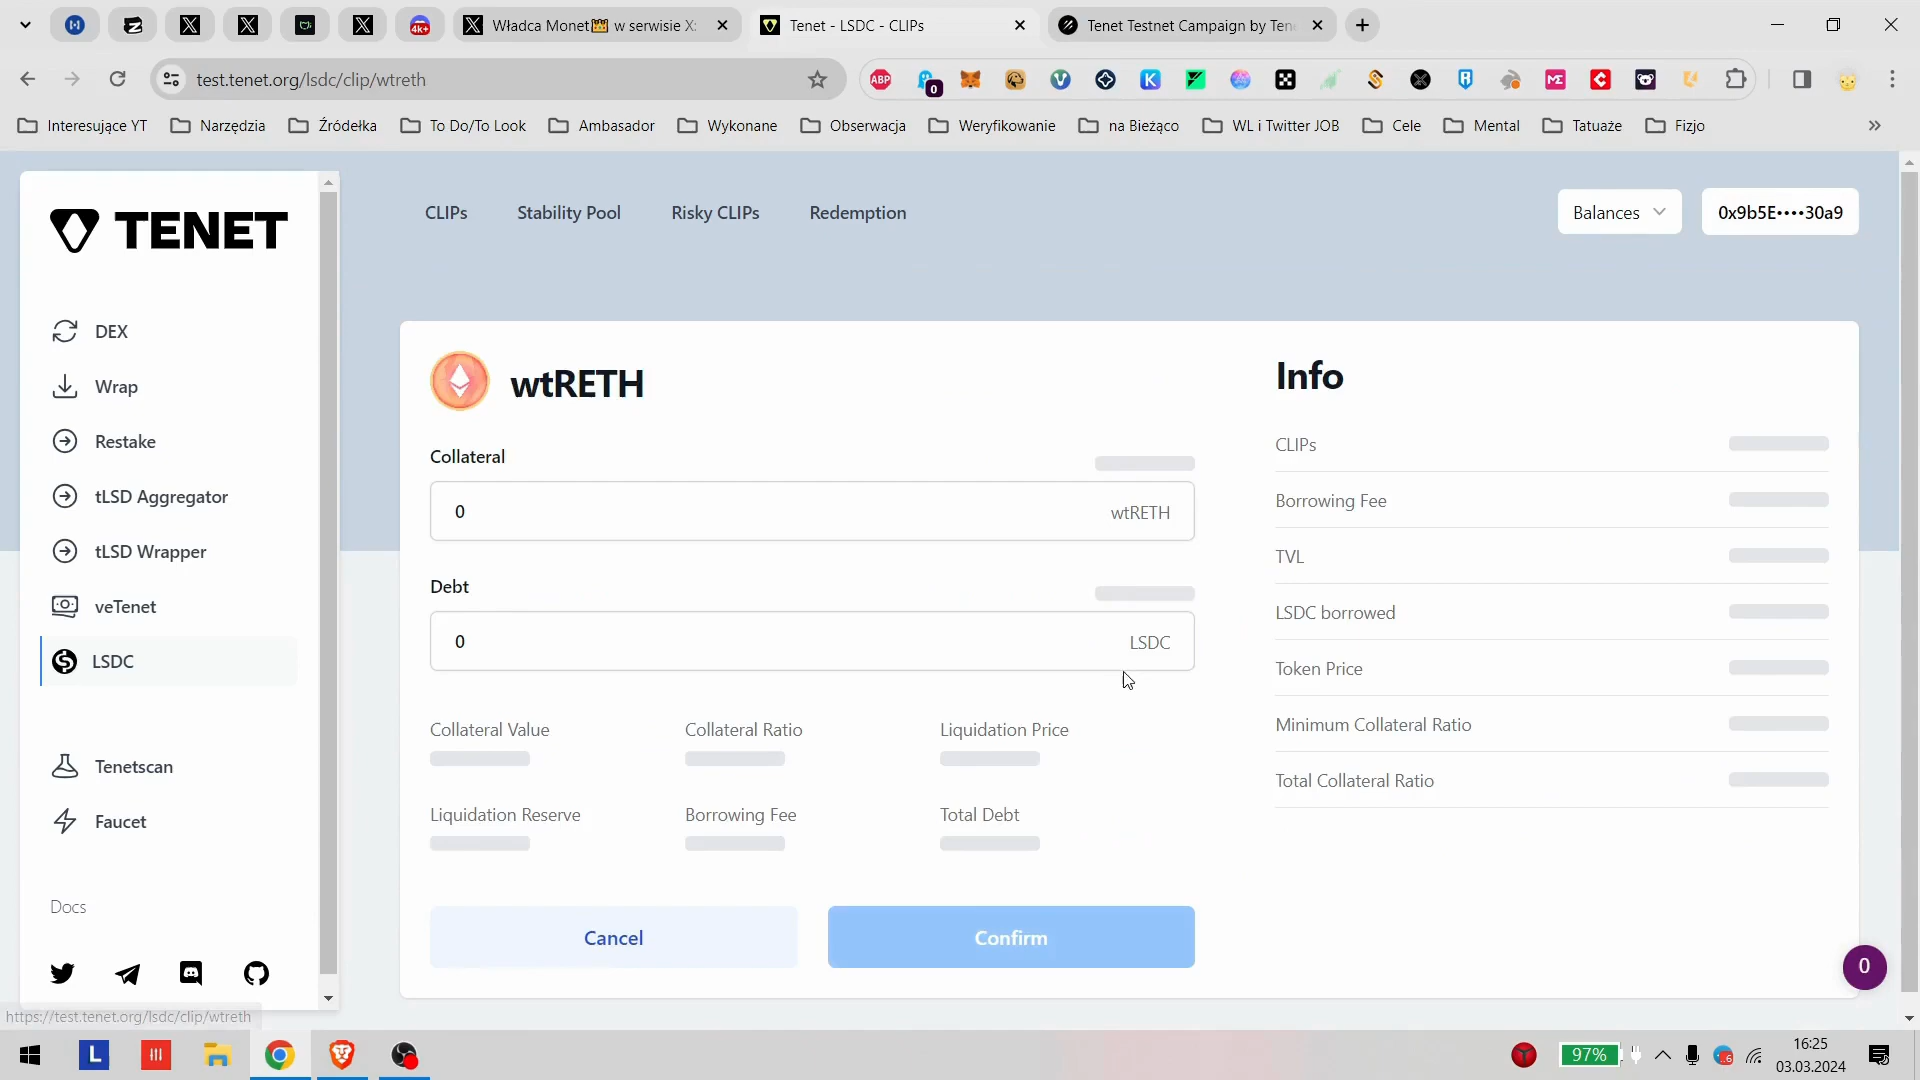 Władca Monet👑 w serwisie X:
Tenet - LSDC - CLIPs
Tenet Testnet Campaign by Ten
4k+
test.tenet.org/lsdc/clip/wtreth
ABP
0
Interesujące YT
Narzędzia
Źródełka
To Do/To Look
Ambasador
Wykonane
Obserwacja
Weryfikowanie
na Bieżąco
WL i Twitter JOB
Cele
Mental
Tatuaże
Fizjo
TENET
CLIPs
Stability Pool
Risky CLIPs
Redemption
Balances
0x9b5E••••30a9
DEX
Wrap
Restake
tLSD Aggregator
tLSD Wrapper
veTenet
LSDC
Tenetscan
Faucet
Docs
wtRETH
Collateral
0
wtRETH
Debt
0
LSDC
Collateral Value
Collateral Ratio
Liquidation Price
Liquidation Reserve
Borrowing Fee
Total Debt
Cancel
Confirm
Info
CLIPs
Borrowing Fee
TVL
LSDC borrowed
Token Price
Minimum Collateral Ratio
Total Collateral Ratio
0
https://test.tenet.org/lsdc/clip/wtreth
L
97%
6
16:25
03.03.2024